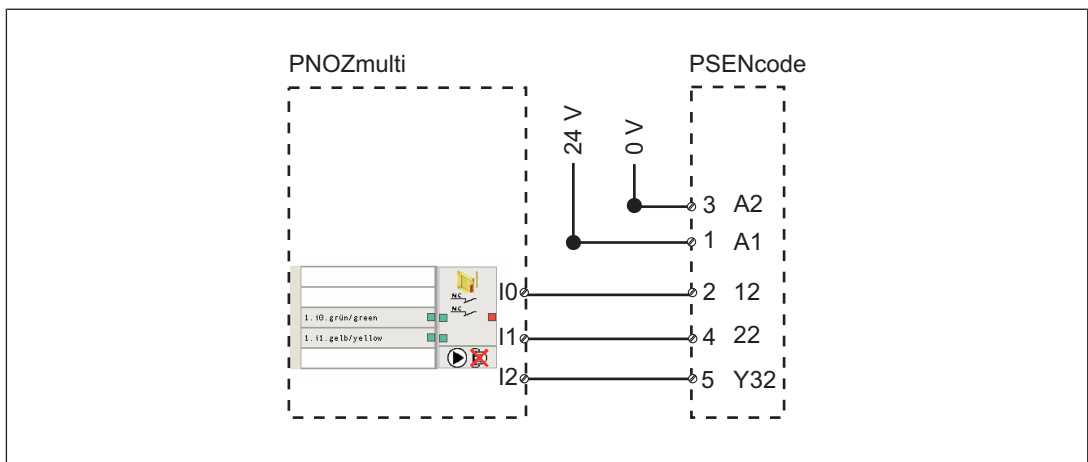 PNOZmulti
PSENcode
24 V
0 V
3 A2
1 A1
NC
I0
2 12
NC
1.i0.grün/green
1.i1.gelb/yellow
I1
4 22
I2
5 Y32